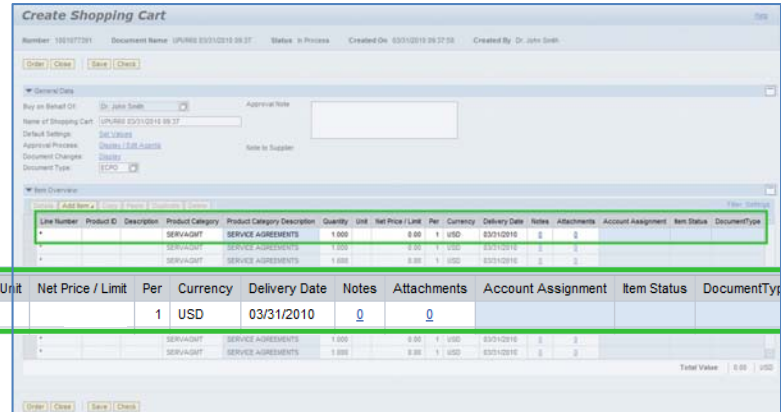 Create Shopping Cart
Help
Number 1001077391 Document Name UPURRII 03/31/2010 09:37 Status In Process Created On 03/31/2010 09:37:58 Created By Dr. John Smith
Order Close Save Check
General Data
Buy on Behalf Of: Dr. John Smith Approval Note
Name of Shopping Cart 03/31/2010 09:37
Default Settings: Set Values
Approval Process: Display / Edit Agents Note to Supplier
Document Changes: Display
Document Type: ECPO
Item Overview
Details Add Item Copy Paste Duplicate Delete Filter Settings
Line Number Product ID Description Product Category Product Category Description Quantity Unit Net Price / Limit Per Currency Delivery Date Notes Attachments Account Assignment Item Status DocumentType
* SERVAGMT SERVICE AGREEMENTS 1.000 0.00 1 USD 03/31/2010 0 0
* SERVAGMT SERVICE AGREEMENTS 1.000 0.00 1 USD 03/31/2010 0 0
* SERVAGMT SERVICE AGREEMENTS 1.000 0.00 1 USD 03/31/2010 0 0
Unit Net Price / Limit Per Currency Delivery Date Notes Attachments Account Assignment Item Status DocumentTyp
1 USD 03/31/2010 0 0
* SERVAGMT SERVICE AGREEMENTS 1.000 0.00 1 USD 03/31/2010 0 0
* SERVAGMT SERVICE AGREEMENTS 1.000 0.00 1 USD 03/31/2010 0 0
Total Value 0.00 USD
Order Close Save Check